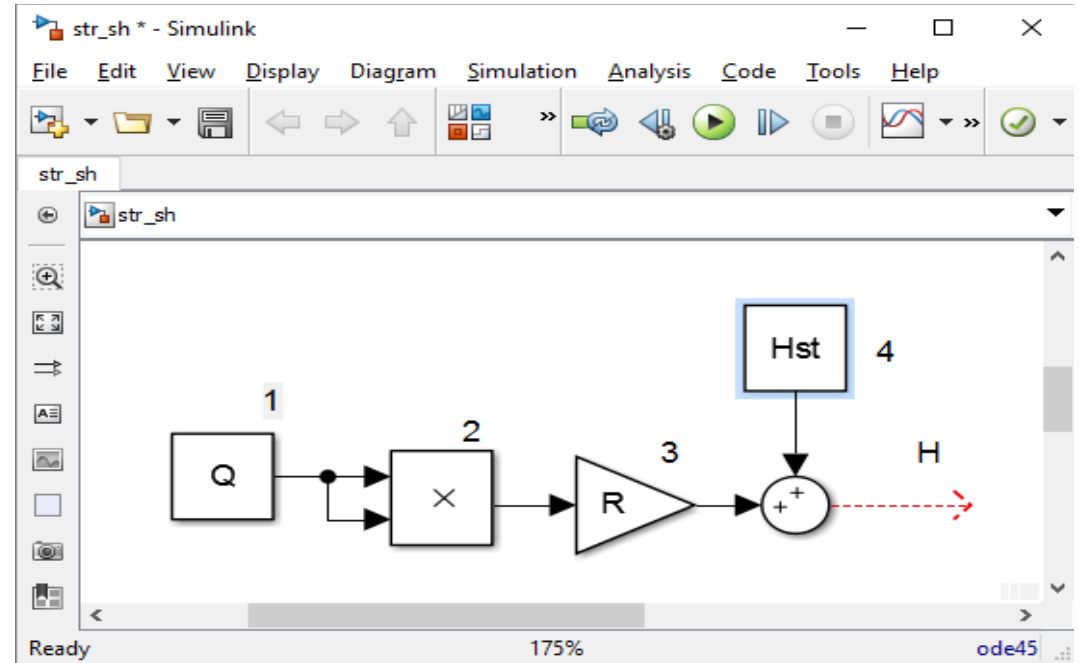 str_sh * - Simulink
File Edit View Display Diagram Simulation Analysis Code Tools Help
str_sh
str_sh
Hst 4
1
Q
2
×
3
R
+ +
H
Ready 175% ode45